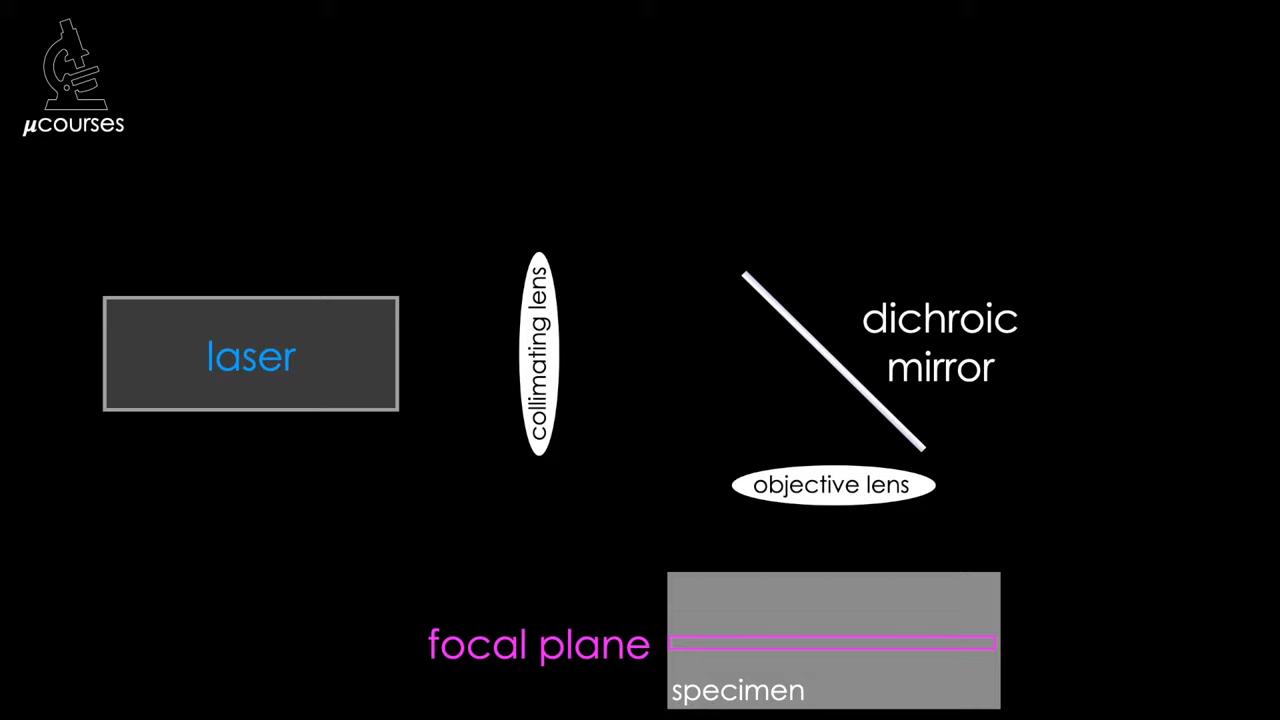 µcourses
laser
collimating lens
dichroic
mirror
objective lens
focal plane
specimen